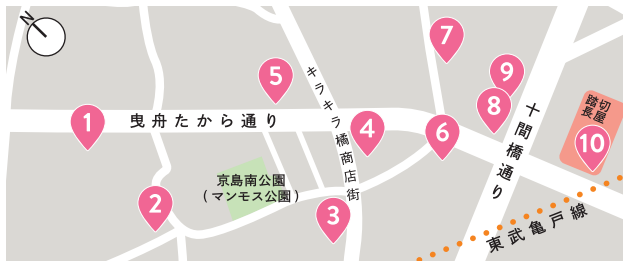 N
7
5
9
キラキラ橘商店街
8
踏切
長屋
1
曳舟たから通り
4
6
十間橋通り
10
京島南公園
(マンモス公園)
2
3
東武亀戸線